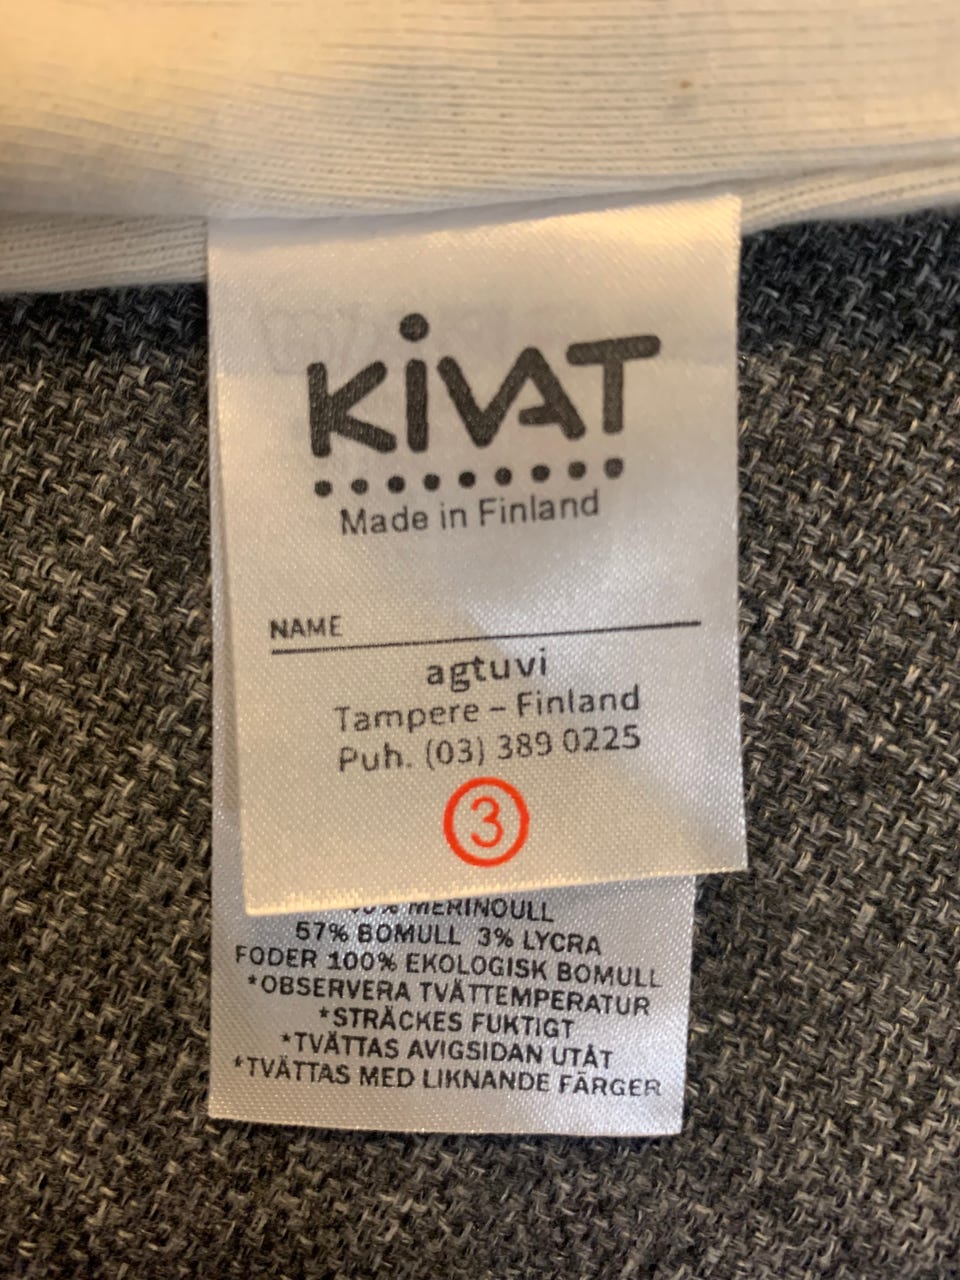 KiVAT
Made in Finland
NAME
agtuvi
Tampere – Finland
Puh. (03) 389 0225
3
MERINOULL
57% BOMULL 3% LYCRA
FODER 100% EKOLOGISK BOMULL
*OBSERVERA TVÄTTEMPERATUR
*STRÄCKES FUKTIGT
*TVÄTTAS AVIGSIDAN UTÅT
*TVÄTTAS MED LIKNANDE FÄRGER